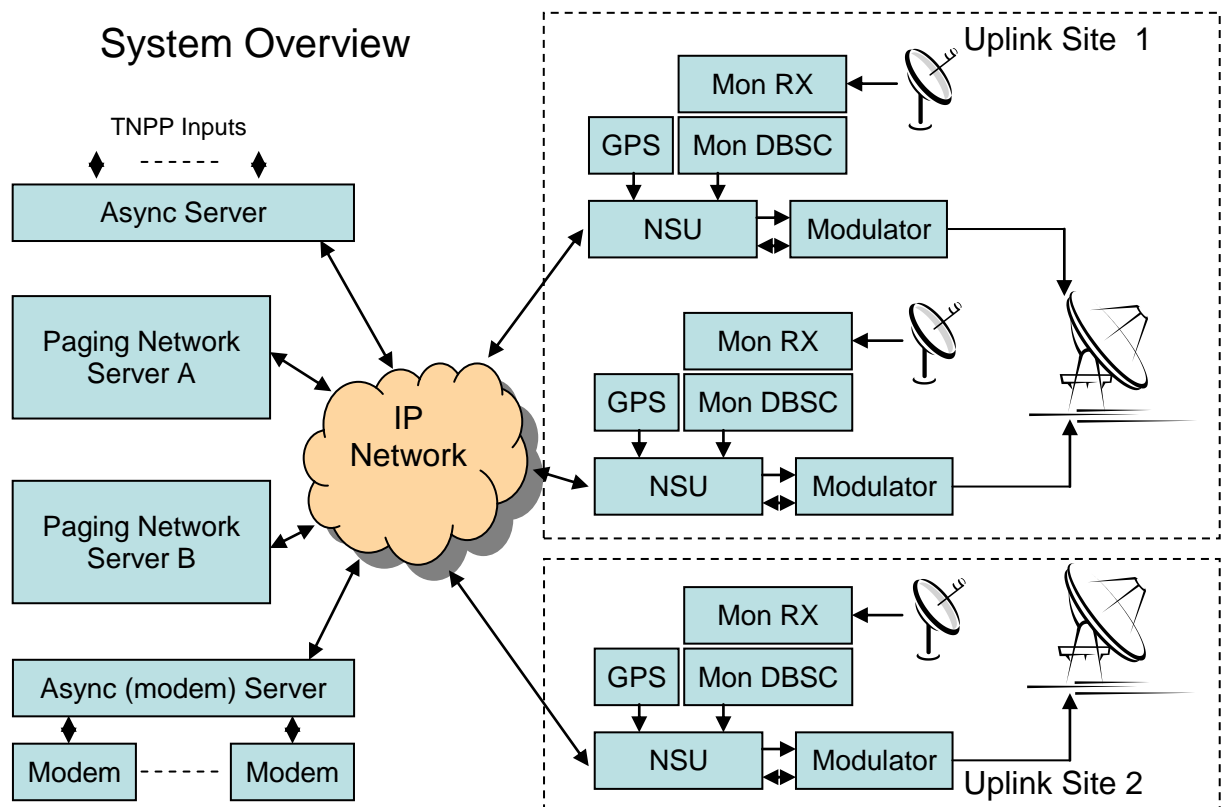 System Overview
TNPP Inputs
Async Server
Paging Network
Server A
Paging Network
Server B
Async (modem) Server
Modem
Modem
IP
Network
Uplink Site 1
Mon RX
GPS
Mon DBSC
NSU
Modulator
Mon RX
GPS
Mon DBSC
NSU
Modulator
Mon RX
GPS
Mon DBSC
NSU
Modulator
Uplink Site 2